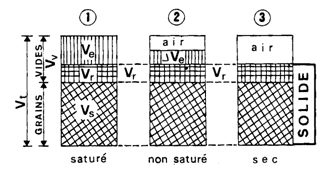 ① ② ③
air air
Ve Ve
Vr Vr Vr
Vs
Vt
VIDES
Vv
GRAINS
SOLIDE
saturé non saturé sec